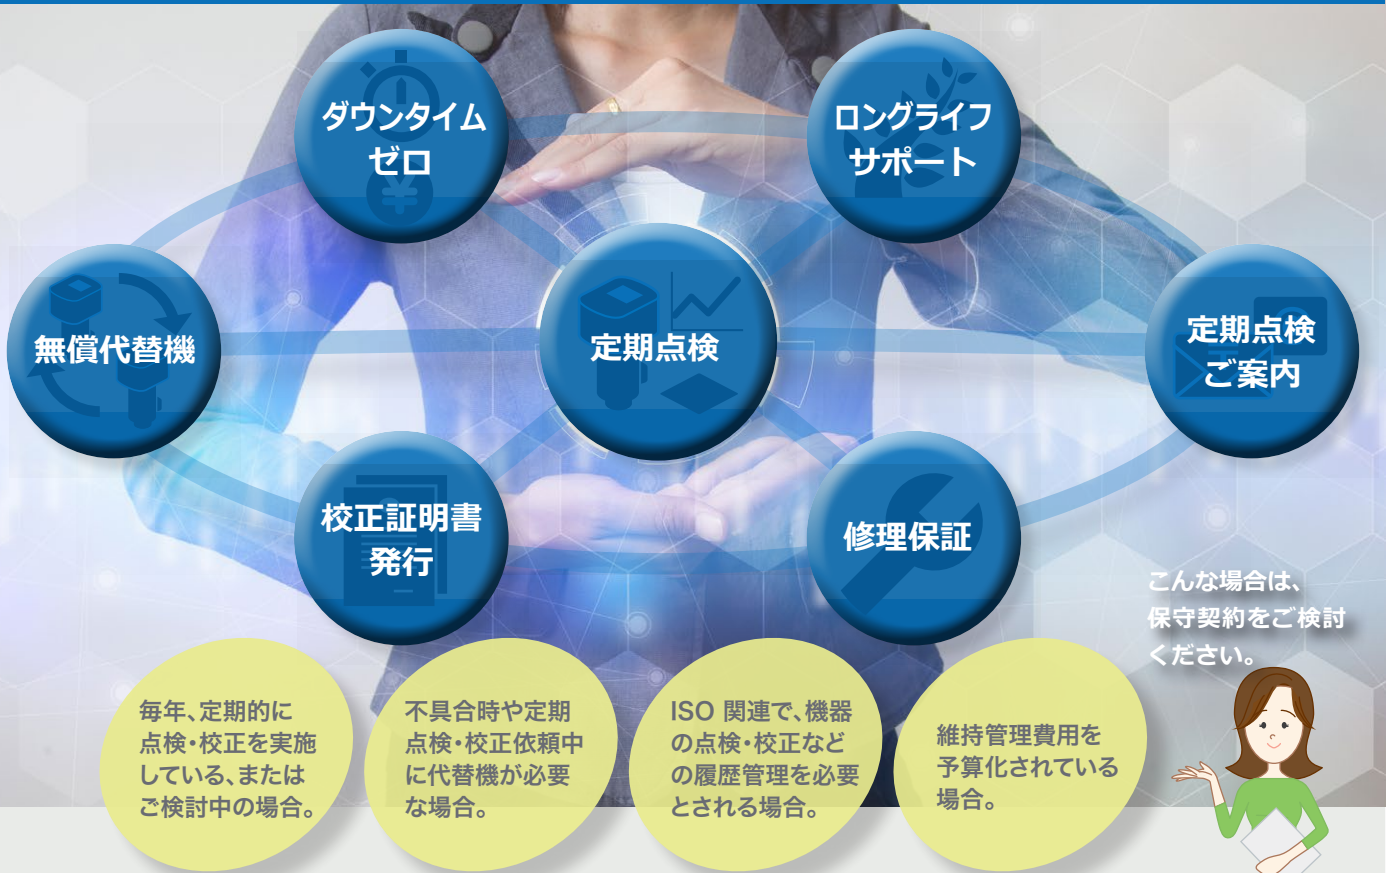 ダウンタイム
ゼロ
ロングライフ
サポート
無償代替機
定期点検
定期点検
ご案内
校正証明書
発行
修理保証
こんな場合は、
保守契約をご検討
ください。
毎年、定期的に
点検・校正を実施
している、または
ご検討中の場合。
不具合時や定期
点検・校正依頼中
に代替機が必要
な場合。
ISO 関連で、機器
の点検・校正など
の履歴管理を必要
とされる場合。
維持管理費用を
予算化されている
場合。